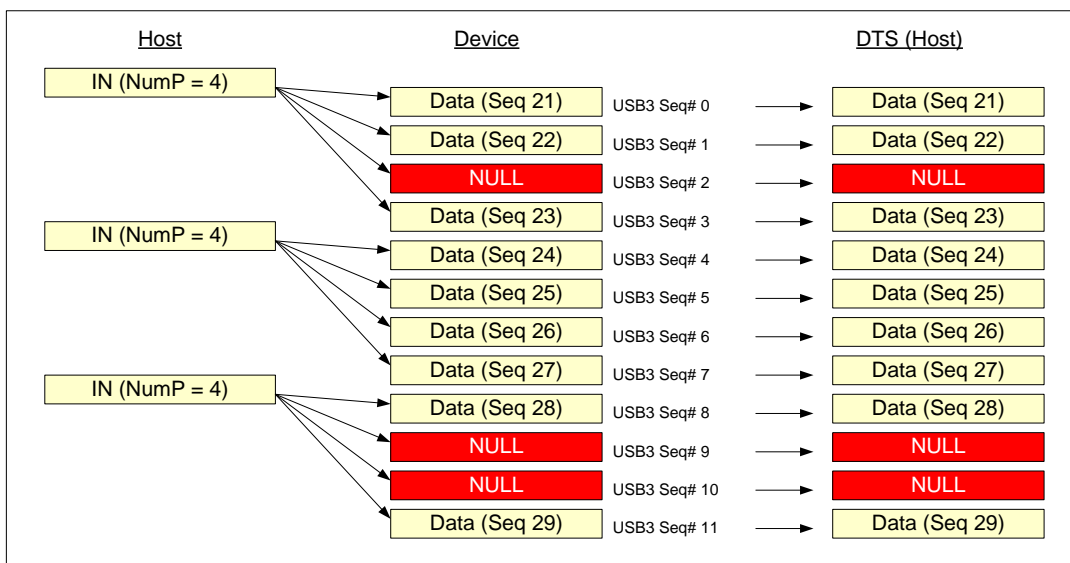 Host Device DTS (Host)
IN (NumP = 4)
Data (Seq 21) USB3 Seq# 0 Data (Seq 21)
Data (Seq 22) USB3 Seq# 1 Data (Seq 22)
NULL USB3 Seq# 2 NULL
Data (Seq 23) USB3 Seq# 3 Data (Seq 23)
IN (NumP = 4)
Data (Seq 24) USB3 Seq# 4 Data (Seq 24)
Data (Seq 25) USB3 Seq# 5 Data (Seq 25)
Data (Seq 26) USB3 Seq# 6 Data (Seq 26)
Data (Seq 27) USB3 Seq# 7 Data (Seq 27)
IN (NumP = 4)
Data (Seq 28) USB3 Seq# 8 Data (Seq 28)
NULL USB3 Seq# 9 NULL
NULL USB3 Seq# 10 NULL
Data (Seq 29) USB3 Seq# 11 Data (Seq 29)